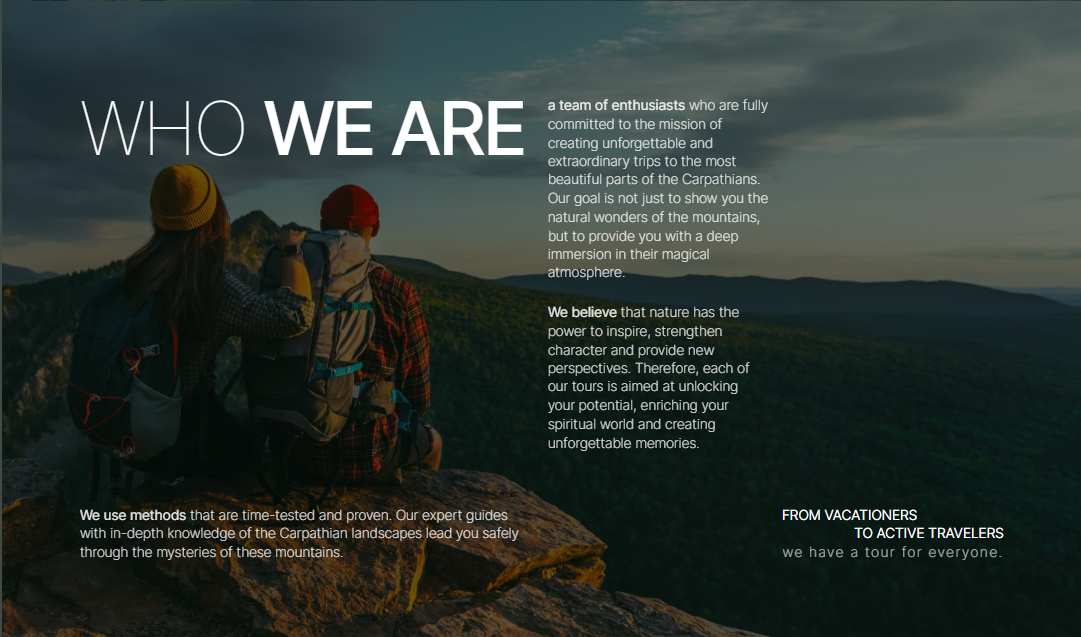 WHO WE ARE
a team of enthusiasts who are fully
committed to the mission of
creating unforgettable and
extraordinary trips to the most
beautiful parts of the Carpathians.
Our goal is not just to show you the
natural wonders of the mountains,
but to provide you with a deep
immersion in their magical
atmosphere.
We believe that nature has the
power to inspire, strengthen
character and provide new
perspectives. Therefore, each of
our tours is aimed at unlocking
your potential, enriching your
spiritual world and creating
unforgettable memories.
We use methods that are time-tested and proven. Our expert guides
with in-depth knowledge of the Carpathian landscapes lead you safely
through the mysteries of these mountains.
FROM VACATIONERS
TO ACTIVE TRAVELERS
we have a tour for everyone.